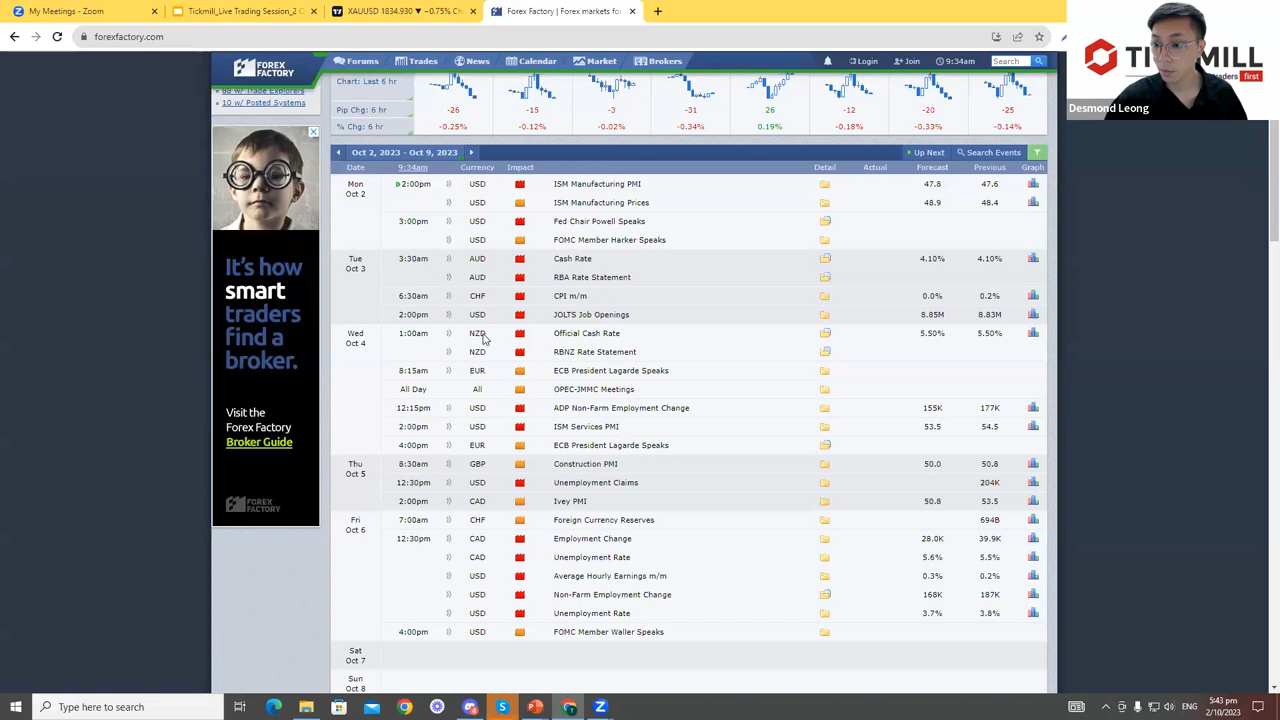 My Meetings - Zoom
Tickmill_Live Trading Session_2 O
XAUUSD 1834.930 ▼ −0.75% Ch
Forex Factory | Forex markets for
forexfactory.com
TICKMILL
traders first
Desmond Leong
FOREX FACTORY
Forums Trades News Calendar Market Brokers Login Join 9:34am Search
88 w/ Trade Explorers
10 w/ Posted Systems
Chart: Last 6 hr
Pip Chg: 6 hr -26 -15 -3 -31 26 -12 -20 -25
% Chg: 6 hr -0.25% -0.12% -0.02% -0.34% 0.19% -0.18% -0.33% -0.14%
Oct 2, 2023 - Oct 9, 2023 Up Next Search Events
Date 9:34am Currency Impact Detail Actual Forecast Previous Graph
Mon Oct 2 2:00pm USD ISM Manufacturing PMI 47.8 47.6
USD ISM Manufacturing Prices 48.9 48.4
3:00pm USD Fed Chair Powell Speaks
USD FOMC Member Harker Speaks
Tue Oct 3 3:30am AUD Cash Rate 4.10% 4.10%
AUD RBA Rate Statement
6:30am CHF CPI m/m 0.0% 0.2%
2:00pm USD JOLTS Job Openings 8.85M 8.83M
Wed Oct 4 1:00am NZD Official Cash Rate 5.50% 5.50%
NZD RBNZ Rate Statement
8:15am EUR ECB President Lagarde Speaks
All Day All OPEC-JMMC Meetings
12:15pm USD ADP Non-Farm Employment Change 155K 177K
2:00pm USD ISM Services PMI 53.5 54.5
4:00pm EUR ECB President Lagarde Speaks
Thu Oct 5 8:30am GBP Construction PMI 50.0 50.8
12:30pm USD Unemployment Claims 204K
2:00pm CAD Ivey PMI 50.8 53.5
Fri Oct 6 7:00am CHF Foreign Currency Reserves 694B
12:30pm CAD Employment Change 28.0K 39.9K
CAD Unemployment Rate 5.6% 5.5%
USD Average Hourly Earnings m/m 0.3% 0.2%
USD Non-Farm Employment Change 168K 187K
USD Unemployment Rate 3.7% 3.8%
4:00pm USD FOMC Member Waller Speaks
Sat Oct 7
Sun Oct 8
It's how
smart
traders
find a
broker.
Visit the
Forex Factory
Broker Guide
FOREX FACTORY
Type here to search
5:43 pm
2/10/2023